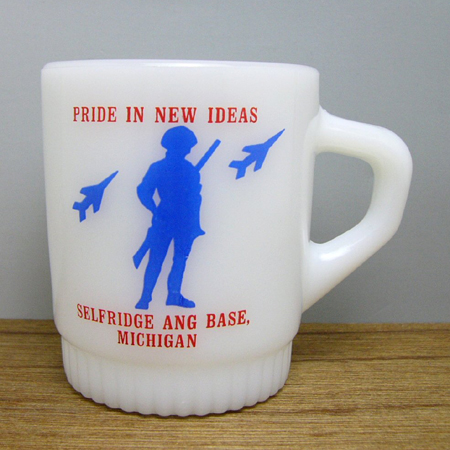 PRIDE IN NEW IDEAS
SELFRIDGE ANG BASE,
MICHIGAN